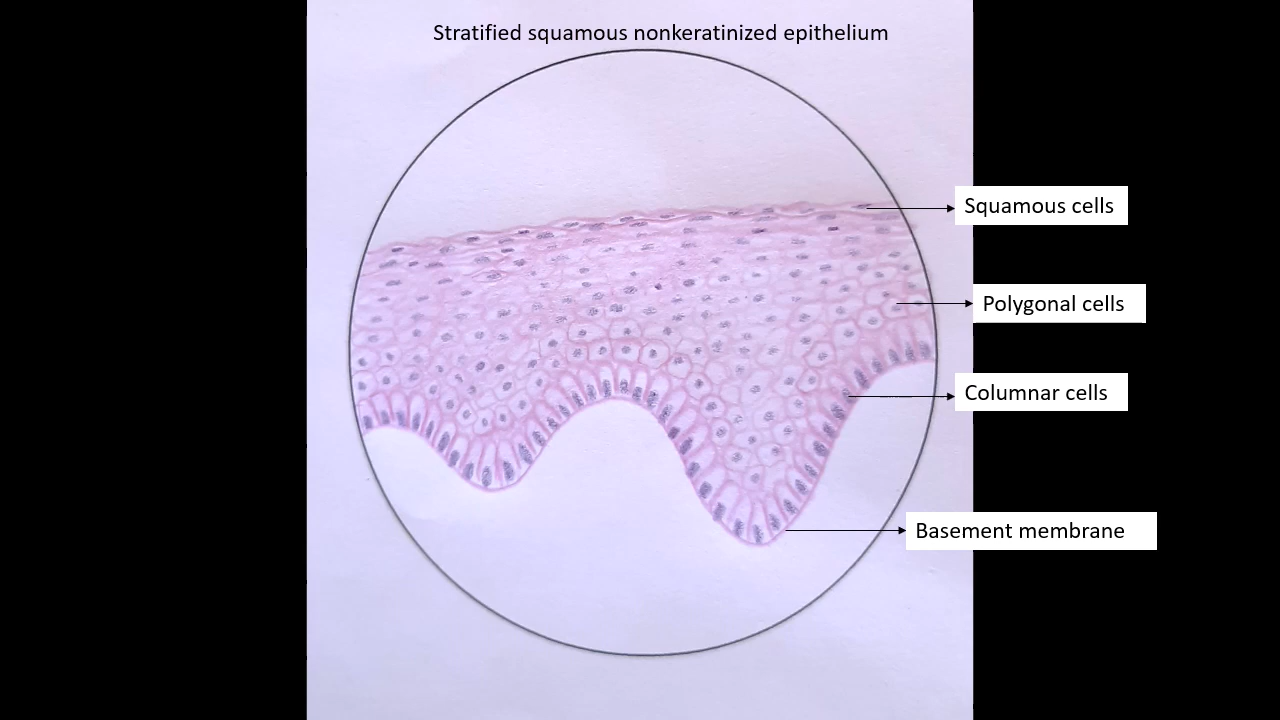 Stratified squamous nonkeratinized epithelium
Squamous cells
Polygonal cells
Columnar cells
Basement membrane